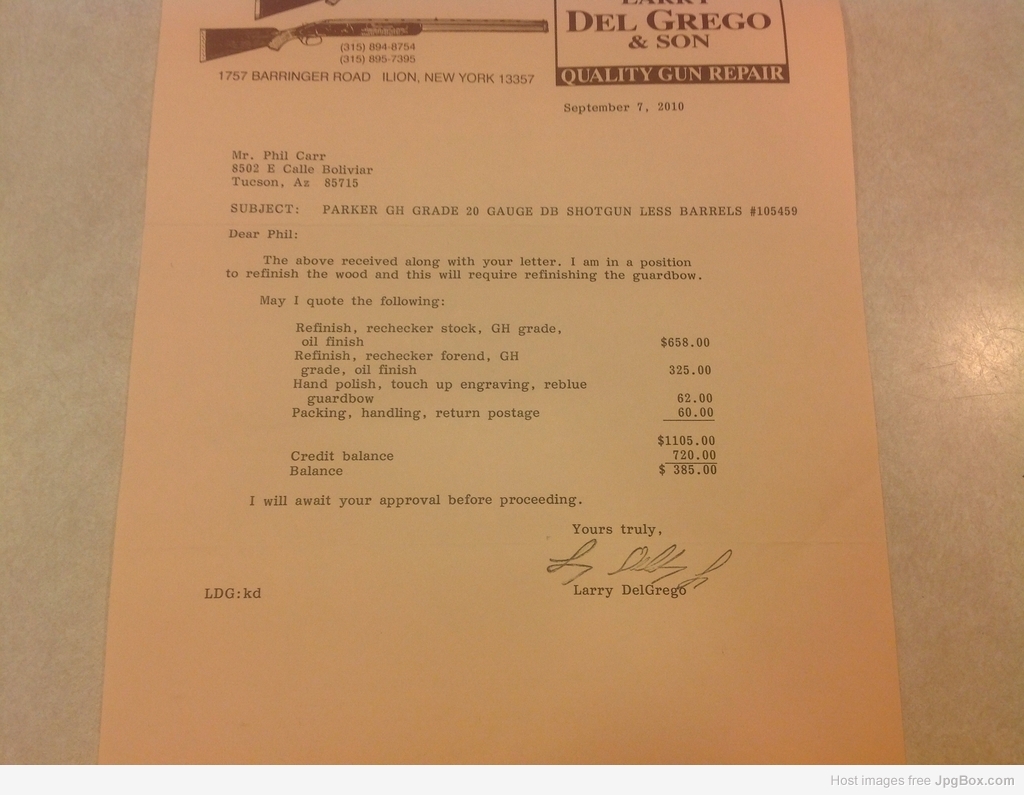 LARRY
DEL GREGO
& SON
QUALITY GUN REPAIR
(315) 894-8754
(315) 895-7395
1757 BARRINGER ROAD ILION, NEW YORK 13357
September 7, 2010
Mr. Phil Carr
8502 E Calle Boliviar
Tucson, Az 85715
SUBJECT: PARKER GH GRADE 20 GAUGE DB SHOTGUN LESS BARRELS #105459
Dear Phil:
The above received along with your letter. I am in a position
to refinish the wood and this will require refinishing the guardbow.
May I quote the following:
Refinish, rechecker stock, GH grade,
oil finish $658.00
Refinish, rechecker forend, GH
grade, oil finish 325.00
Hand polish, touch up engraving, reblue
guardbow 62.00
Packing, handling, return postage 60.00
$1105.00
Credit balance 720.00
Balance $ 385.00
I will await your approval before proceeding.
Yours truly,
Larry DelGrego
LDG:kd
Host images free JpgBox.com